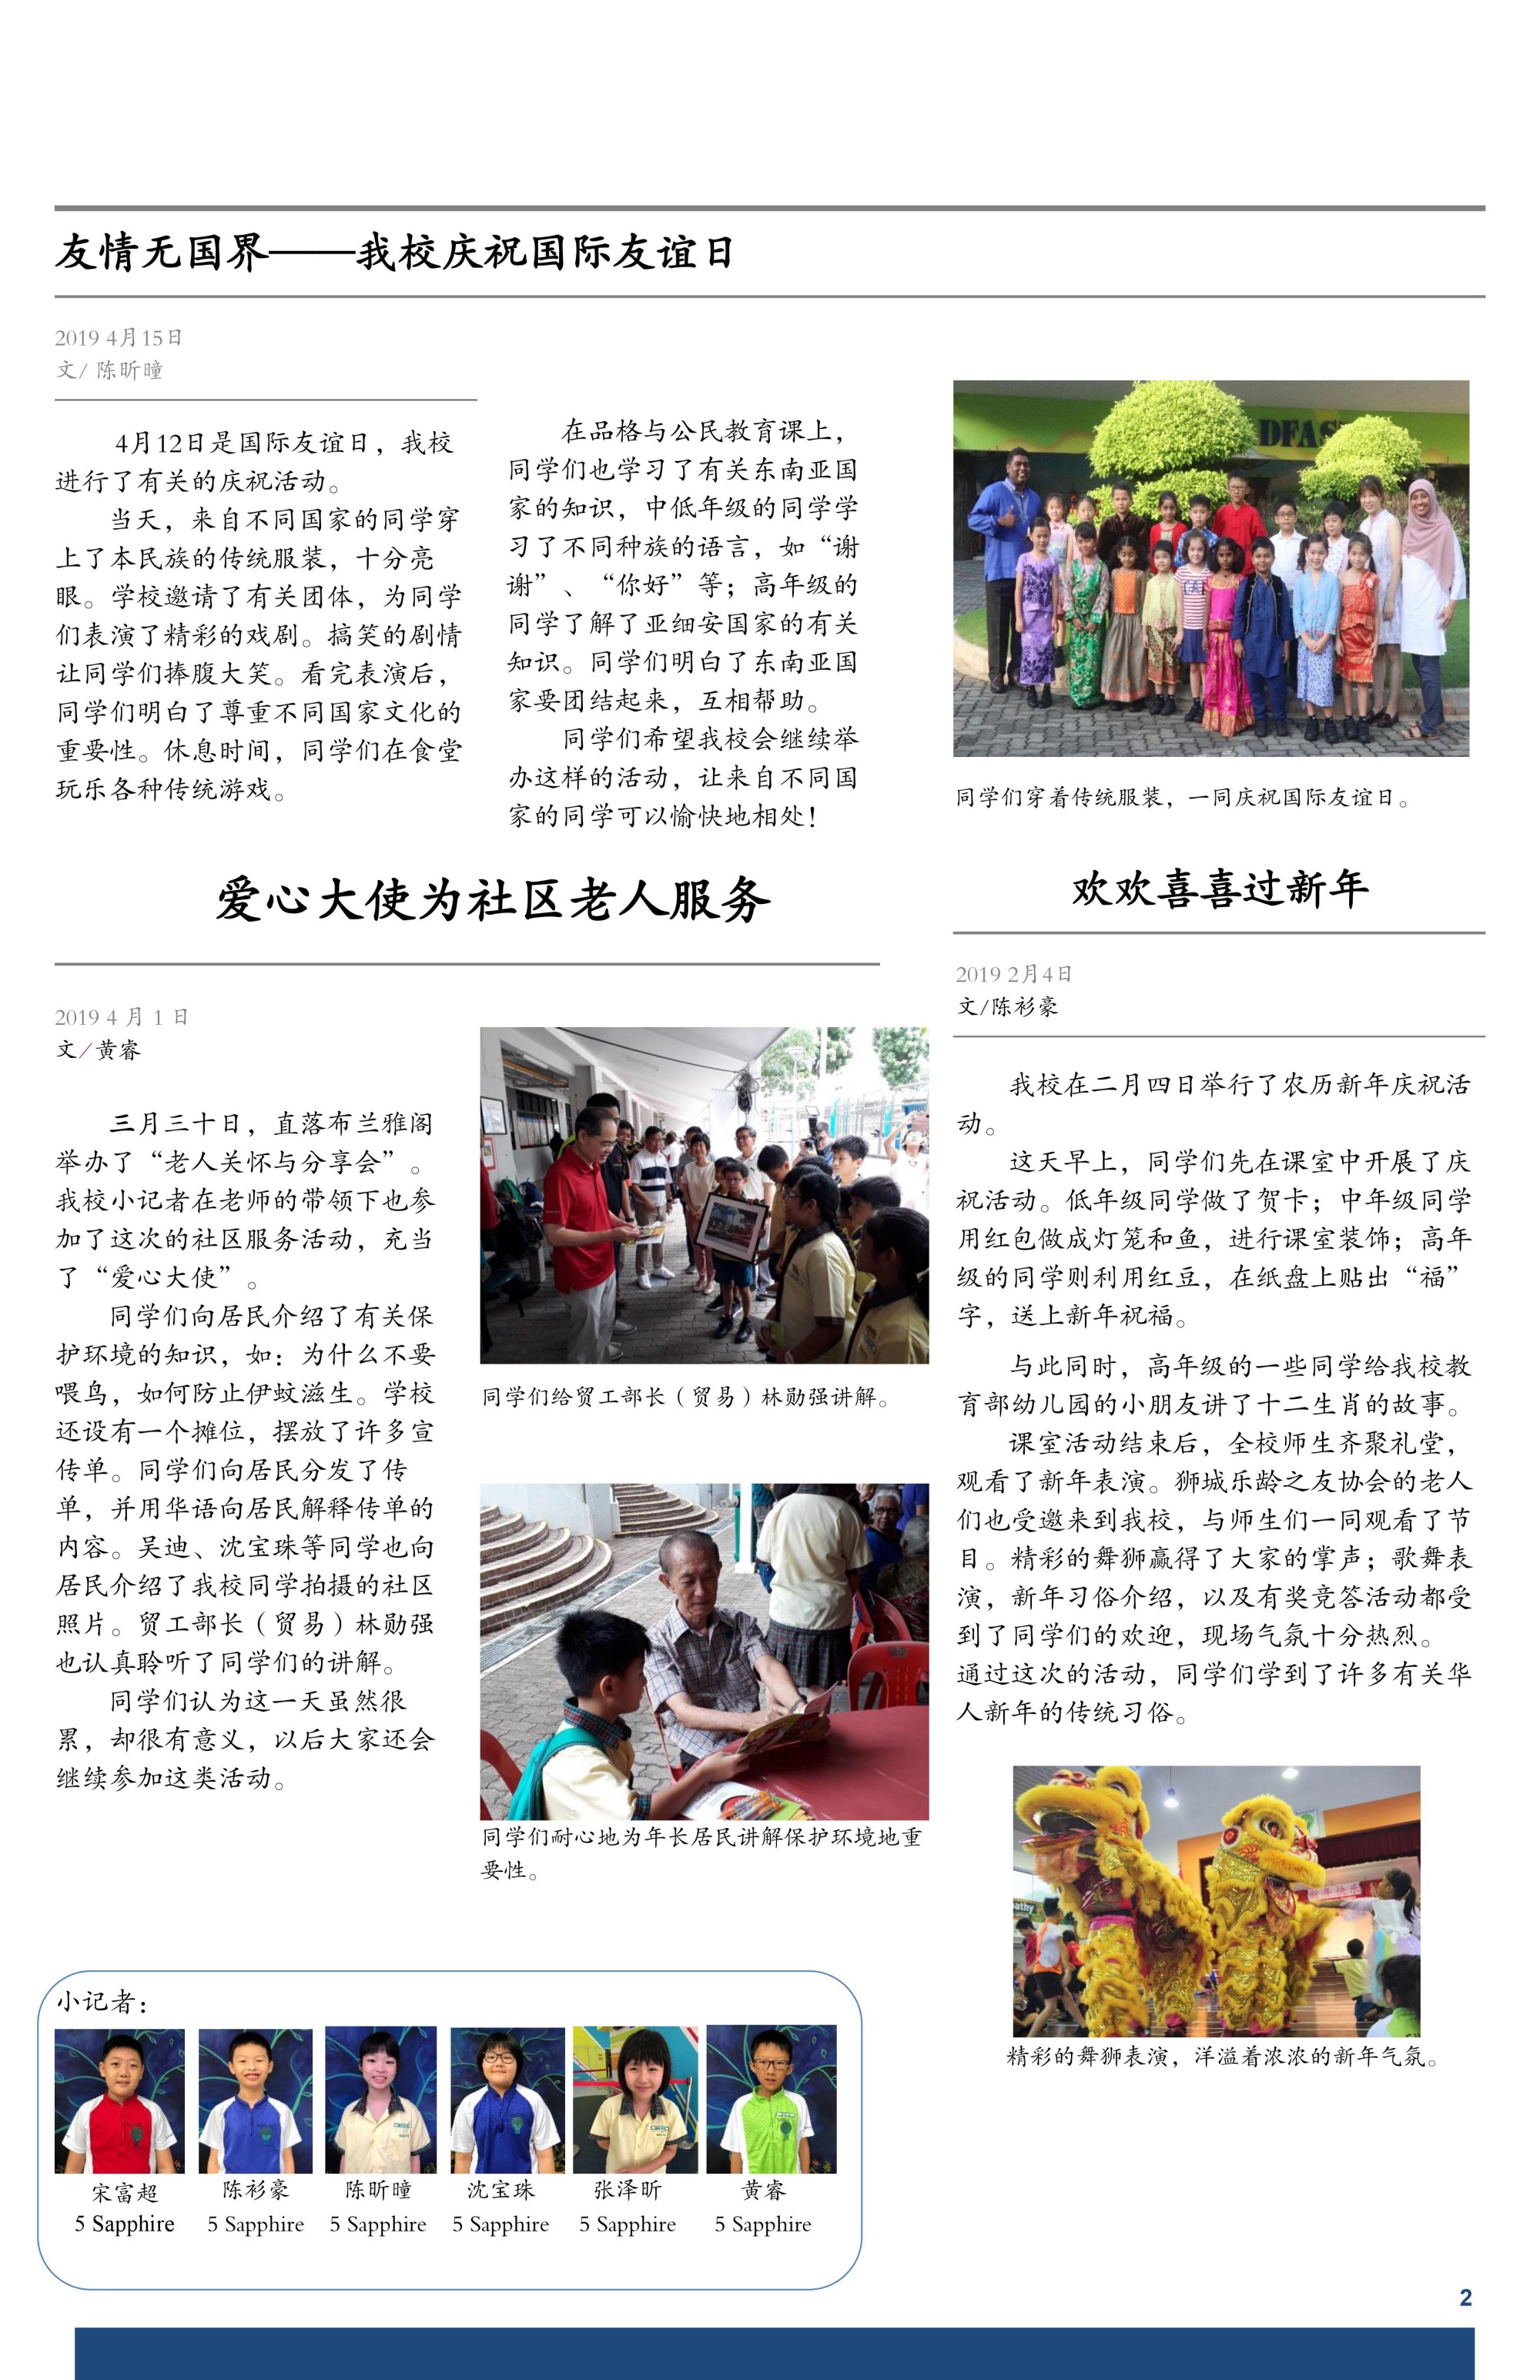 友情无国界——我校庆祝国际友谊日
2019 4月15日
文/ 陈昕曈
4月12日是国际友谊日，我校
进行了有关的庆祝活动。
当天，来自不同国家的同学穿
上了本民族的传统服装，十分亮
眼。学校邀请了有关团体，为同学
们表演了精彩的戏剧。搞笑的剧情
让同学们捧腹大笑。看完表演后，
同学们明白了尊重不同国家文化的
重要性。休息时间，同学们在食堂
玩乐各种传统游戏。
在品格与公民教育课上，
同学们也学习了有关东南亚国
家的知识，中低年级的同学学
习了不同种族的语言，如“谢
谢”、“你好”等；高年级的
同学了解了亚细安国家的有关
知识。同学们明白了东南亚国
家要团结起来，互相帮助。
同学们希望我校会继续举
办这样的活动，让来自不同国
家的同学可以愉快地相处！
DFAS
同学们穿着传统服装，一同庆祝国际友谊日。
爱心大使为社区老人服务
2019 4 月 1 日
文/黄睿
三月三十日，直落布兰雅阁
举办了“老人关怀与分享会”。
我校小记者在老师的带领下也参
加了这次的社区服务活动，充当
了“爱心大使”。
同学们向居民介绍了有关保
护环境的知识，如：为什么不要
喂鸟，如何防止伊蚊滋生。学校
还设有一个摊位，摆放了许多宣
传单。同学们向居民分发了传
单，并用华语向居民解释传单的
内容。吴迪、沈宝珠等同学也向
居民介绍了我校同学拍摄的社区
照片。贸工部长（贸易）林勋强
也认真聆听了同学们的讲解。
同学们认为这一天虽然很
累，却很有意义，以后大家还会
继续参加这类活动。
同学们给贸工部长（贸易）林勋强讲解。
同学们耐心地为年长居民讲解保护环境地重
要性。
欢欢喜喜过新年
2019 2月4日
文/陈衫豪
我校在二月四日举行了农历新年庆祝活
动。
这天早上，同学们先在课室中开展了庆
祝活动。低年级同学做了贺卡；中年级同学
用红包做成灯笼和鱼，进行课室装饰；高年
级的同学则利用红豆，在纸盘上贴出“福”
字，送上新年祝福。
与此同时，高年级的一些同学给我校教
育部幼儿园的小朋友讲了十二生肖的故事。
课室活动结束后，全校师生齐聚礼堂，
观看了新年表演。狮城乐龄之友协会的老人
们也受邀来到我校，与师生们一同观看了节
目。精彩的舞狮赢得了大家的掌声；歌舞表
演，新年习俗介绍，以及有奖竞答活动都受
到了同学们的欢迎，现场气氛十分热烈。
通过这次的活动，同学们学到了许多有关华
人新年的传统习俗。
athy
新年快乐
精彩的舞狮表演，洋溢着浓浓的新年气氛。
小记者：
宋富超
5 Sapphire
陈衫豪
5 Sapphire
陈昕曈
5 Sapphire
沈宝珠
5 Sapphire
张泽昕
5 Sapphire
黄睿
5 Sapphire
2